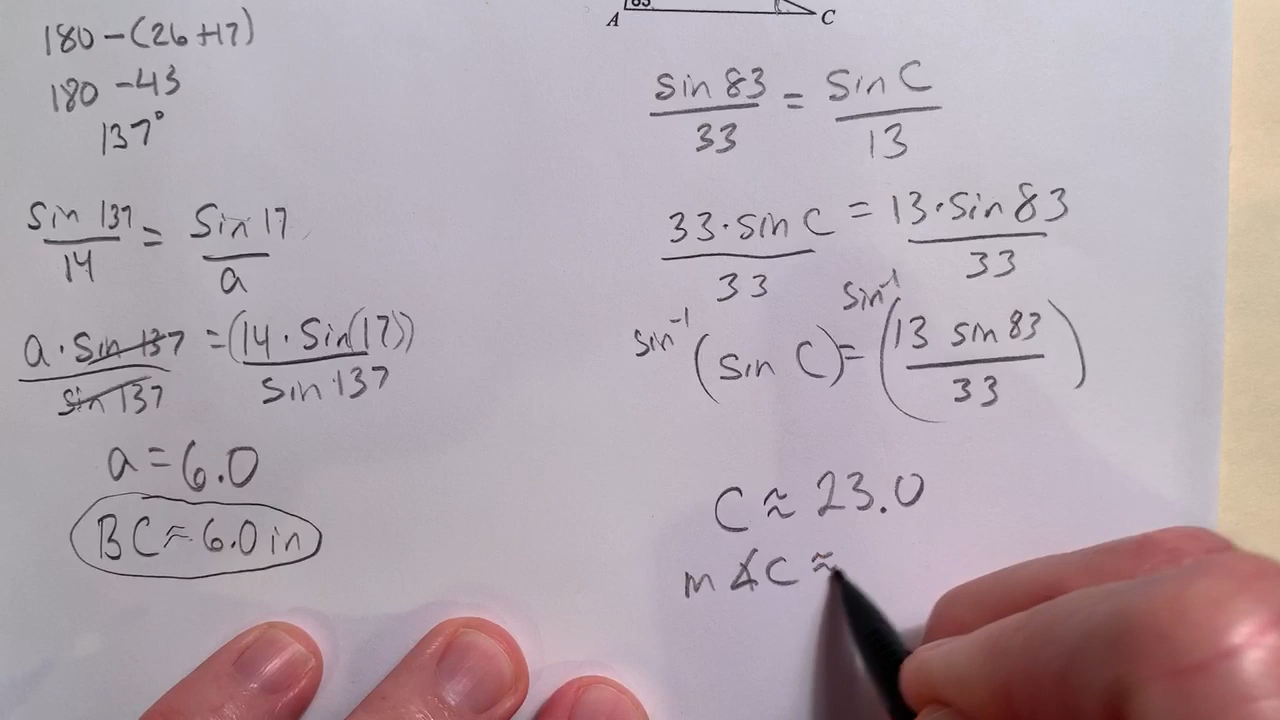 180 - (26 + 17)
180 - 43
137°
sin 137 / 14 = Sin 17 / a
a · Sin 137 / sin 137 = (14 · Sin(17)) / Sin 137
a = 6.0
BC ≈ 6.0 in
A 83 C
sin 83 / 33 = Sin C / 13
33 · sin C / 33 = 13 · Sin 83 / 33
sin⁻¹ (sin C) = sin⁻¹ (13 sin 83 / 33)
C ≈ 23.0
m∡C ≈